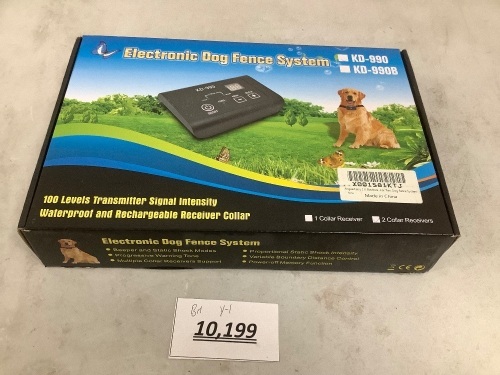 Electronic Dog Fence System
KD-990
KD-990B
KD-990
100 Levels Transmitter Signal Intensity
Waterproof and Rechargeable Receiver Collar
X001581KTJ
Made in China
1 Collar Receiver
2 Collar Receivers
Electronic Dog Fence System
Beeper and Static Shock Modes
Progressive Warning Tone
Multiple Collar Receivers Support
Proportional Static Shock Intensity
Variable Boundary Distance Control
Power-off Memory Function
CE
10,199